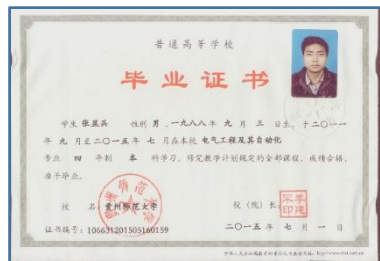 普通高等学校
毕业证书
学生 张星兵 性别 男,一九八八年 九 月 三 日生,于二〇一一
年 九 月至二〇一五年 七 月在本校 电气工程及其自动化
专业 四 年制 本 科学习,修完教学计划规定的全部课程,成绩合格,
准予毕业。
校 名:贵州师范大学 校(院)长:
证书编号:106631201505160159 二〇一五年 七 月 一 日